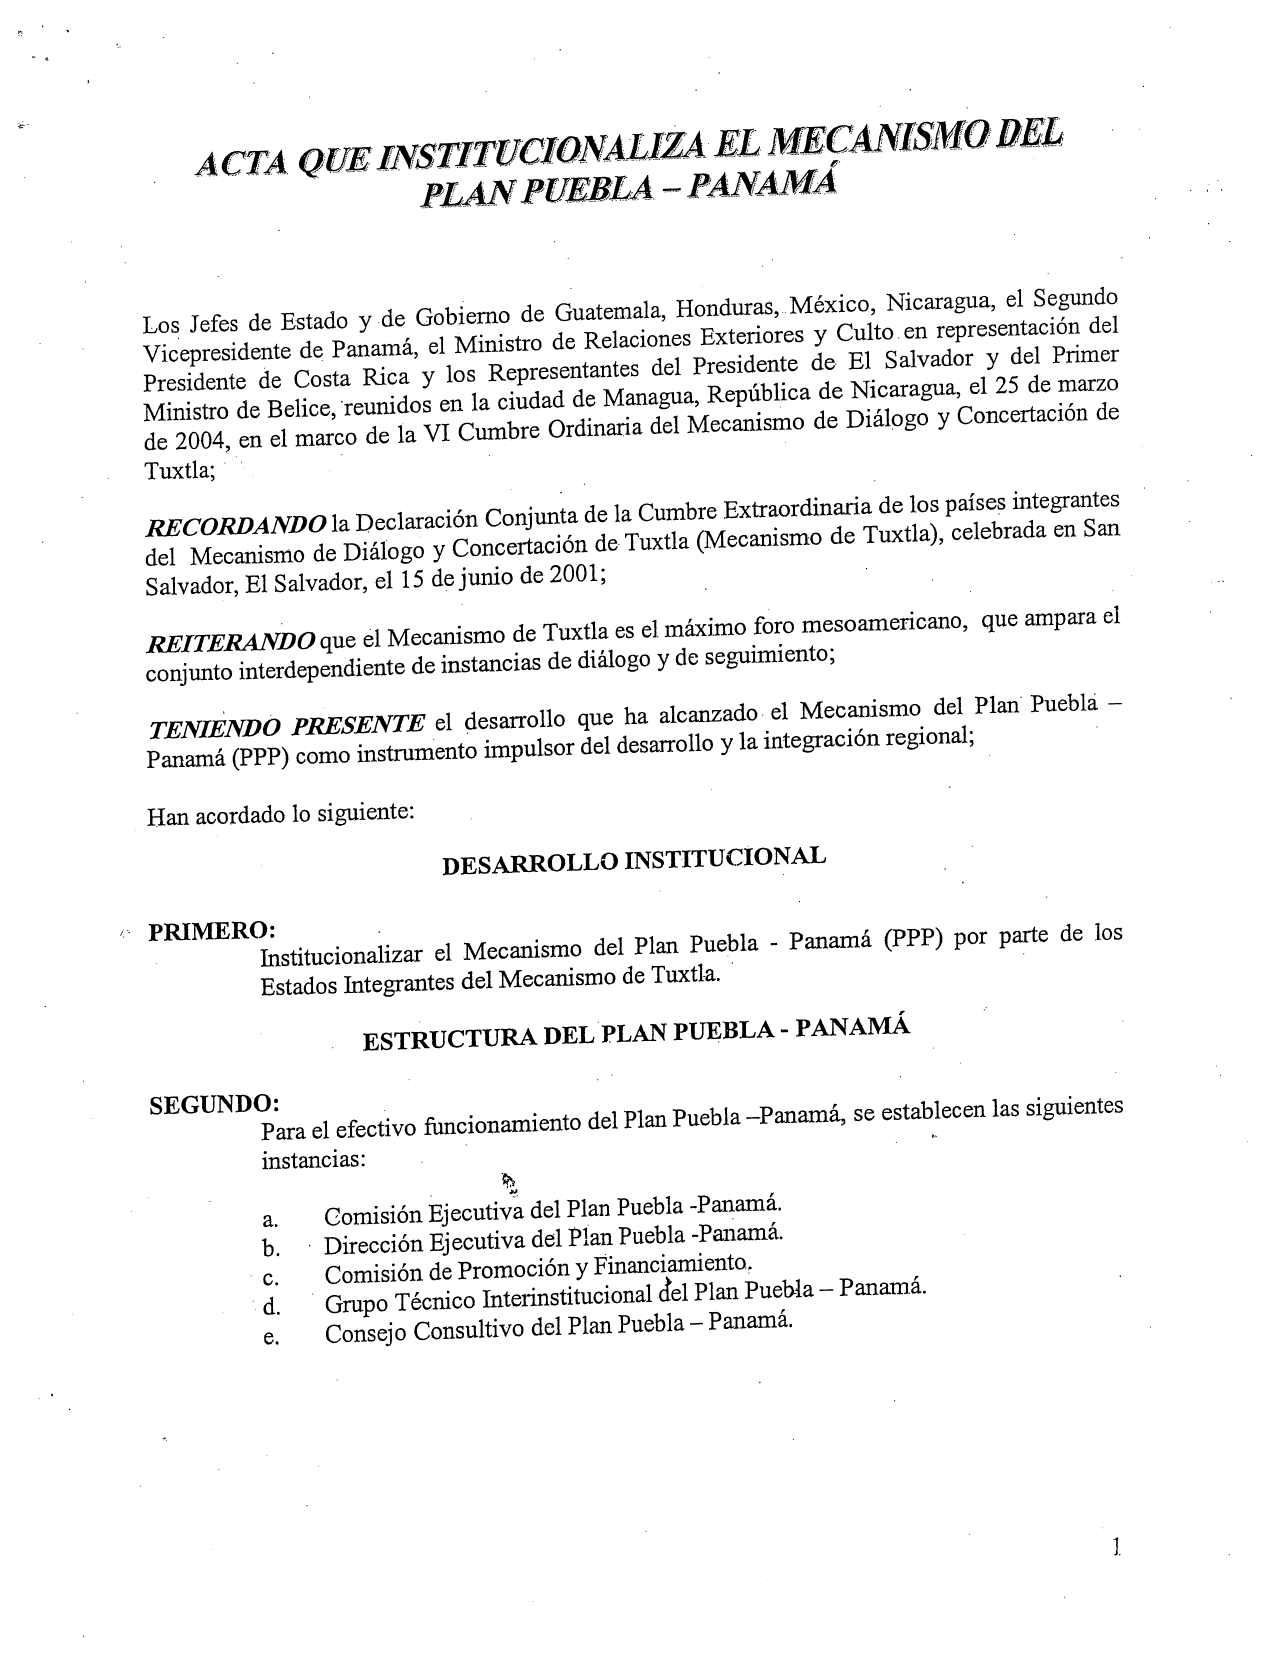 ACTA QUE INSTITUCIONALIZA EL MECANISMO DEL
PLAN PUEBLA – PANAMÁ
Los Jefes de Estado y de Gobierno de Guatemala, Honduras, México, Nicaragua, el Segundo
Vicepresidente de Panamá, el Ministro de Relaciones Exteriores y Culto en representación del
Presidente de Costa Rica y los Representantes del Presidente de El Salvador y del Primer
Ministro de Belice, reunidos en la ciudad de Managua, República de Nicaragua, el 25 de marzo
de 2004, en el marco de la VI Cumbre Ordinaria del Mecanismo de Diálogo y Concertación de
Tuxtla;
RECORDANDO la Declaración Conjunta de la Cumbre Extraordinaria de los países integrantes
del Mecanismo de Diálogo y Concertación de Tuxtla (Mecanismo de Tuxtla), celebrada en San
Salvador, El Salvador, el 15 de junio de 2001;
REITERANDO que el Mecanismo de Tuxtla es el máximo foro mesoamericano, que ampara el
conjunto interdependiente de instancias de diálogo y de seguimiento;
TENIENDO PRESENTE el desarrollo que ha alcanzado el Mecanismo del Plan Puebla –
Panamá (PPP) como instrumento impulsor del desarrollo y la integración regional;
Han acordado lo siguiente:
DESARROLLO INSTITUCIONAL
PRIMERO:
Institucionalizar el Mecanismo del Plan Puebla - Panamá (PPP) por parte de los
Estados Integrantes del Mecanismo de Tuxtla.
ESTRUCTURA DEL PLAN PUEBLA - PANAMÁ
SEGUNDO:
Para el efectivo funcionamiento del Plan Puebla –Panamá, se establecen las siguientes
instancias:
a. Comisión Ejecutiva del Plan Puebla -Panamá.
b. Dirección Ejecutiva del Plan Puebla -Panamá.
c. Comisión de Promoción y Financiamiento.
d. Grupo Técnico Interinstitucional del Plan Puebla – Panamá.
e. Consejo Consultivo del Plan Puebla – Panamá.
1